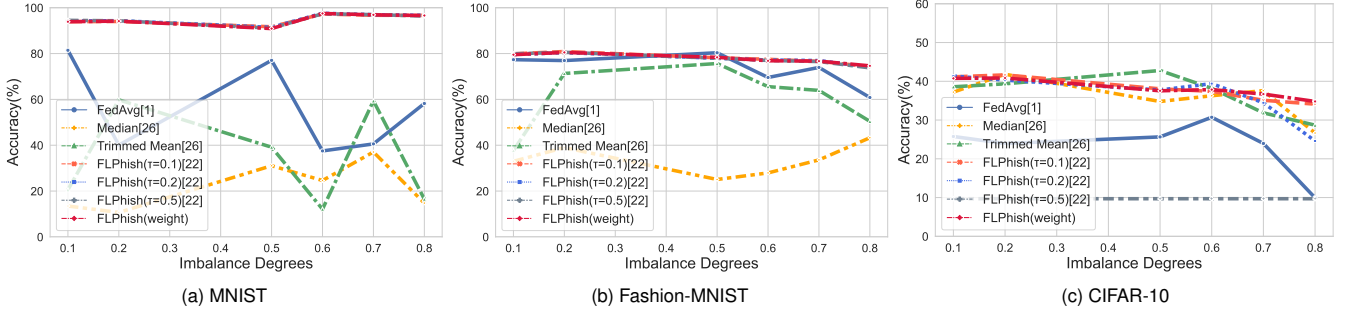 100
80
60
40
20
0
Accuracy(%)
FedAvg[1]
Median[26]
Trimmed Mean[26]
FLPhish(τ=0.1)[22]
FLPhish(τ=0.2)[22]
FLPhish(τ=0.5)[22]
FLPhish(weight)
0.1 0.2 0.3 0.4 0.5 0.6 0.7 0.8
Imbalance Degrees
(a) MNIST
100
80
60
40
20
0
Accuracy(%)
FedAvg[1]
Median[26]
Trimmed Mean[26]
FLPhish(τ=0.1)[22]
FLPhish(τ=0.2)[22]
FLPhish(τ=0.5)[22]
FLPhish(weight)
0.1 0.2 0.3 0.4 0.5 0.6 0.7 0.8
Imbalance Degrees
(b) Fashion-MNIST
60
50
40
30
20
10
0
Accuracy(%)
FedAvg[1]
Median[26]
Trimmed Mean[26]
FLPhish(τ=0.1)[22]
FLPhish(τ=0.2)[22]
FLPhish(τ=0.5)[22]
FLPhish(weight)
0.1 0.2 0.3 0.4 0.5 0.6 0.7 0.8
Imbalance Degrees
(c) CIFAR-10